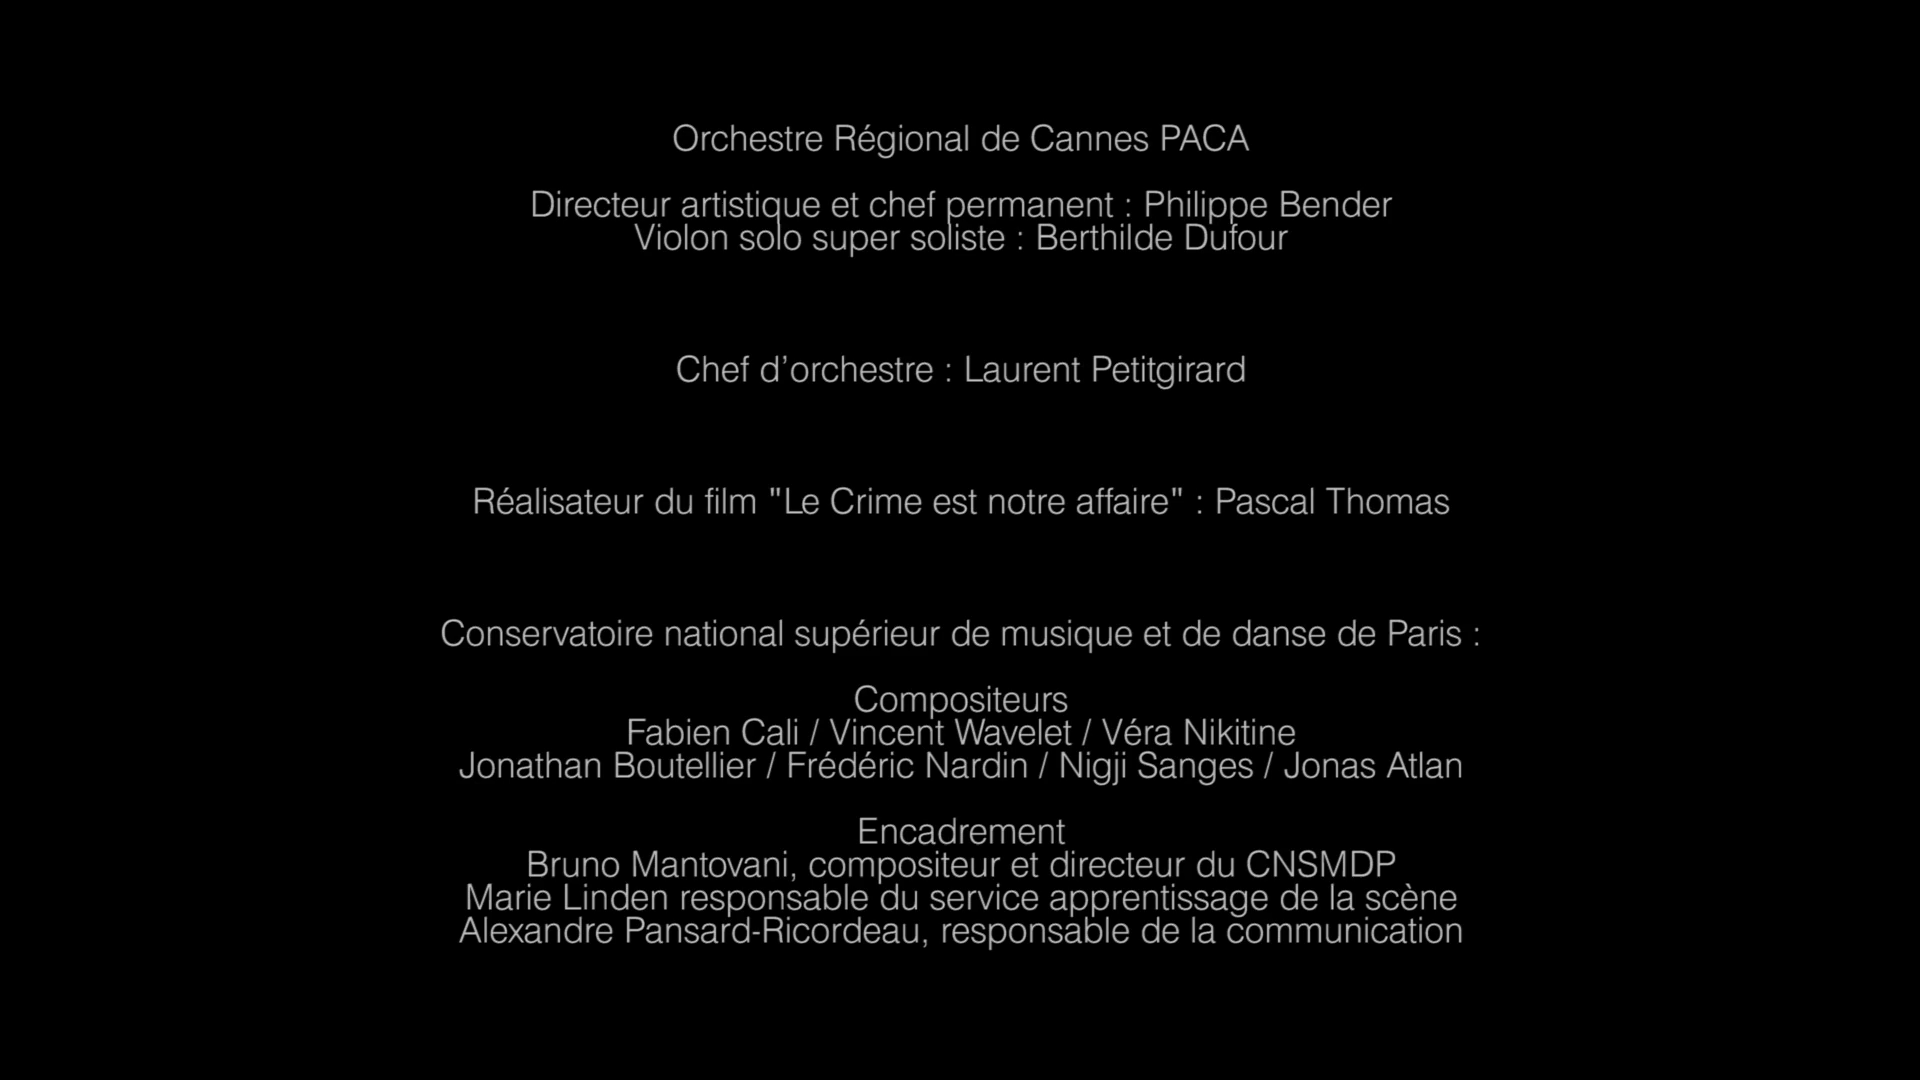 Orchestre Régional de Cannes PACA
Directeur artistique et chef permanent : Philippe Bender
Violon solo super soliste : Berthilde Dufour
Chef d’orchestre : Laurent Petitgirard
Réalisateur du film "Le Crime est notre affaire" : Pascal Thomas
Conservatoire national supérieur de musique et de danse de Paris :
Compositeurs
Fabien Cali / Vincent Wavelet / Véra Nikitine
Jonathan Boutellier / Frédéric Nardin / Nigji Sanges / Jonas Atlan
Encadrement
Bruno Mantovani, compositeur et directeur du CNSMDP
Marie Linden responsable du service apprentissage de la scène
Alexandre Pansard-Ricordeau, responsable de la communication